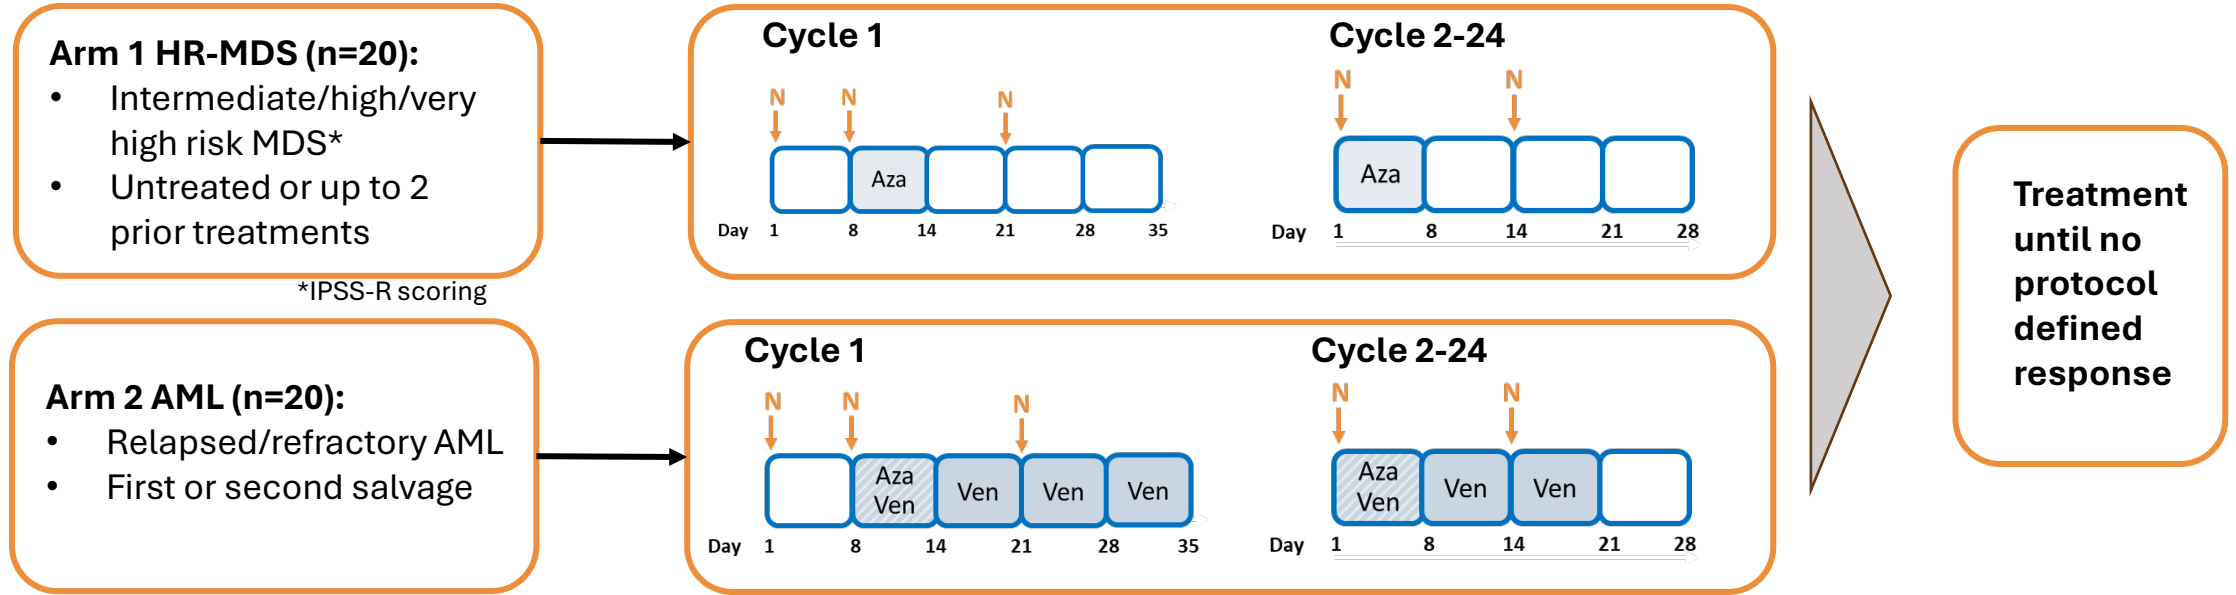 Arm 1 HR-MDS (n=20):
• Intermediate/high/very
high risk MDS*
• Untreated or up to 2
prior treatments
*IPSS-R scoring
Cycle 1
N N N
Aza
Day 1 8 14 21 28 35
Cycle 2-24
N N
Aza
Day 1 8 14 21 28
Arm 2 AML (n=20):
• Relapsed/refractory AML
• First or second salvage
Cycle 1
N N N
Aza
Ven
Ven Ven Ven
Day 1 8 14 21 28 35
Cycle 2-24
N N
Aza
Ven
Ven Ven
Day 1 8 14 21 28
Treatment
until no
protocol
defined
response